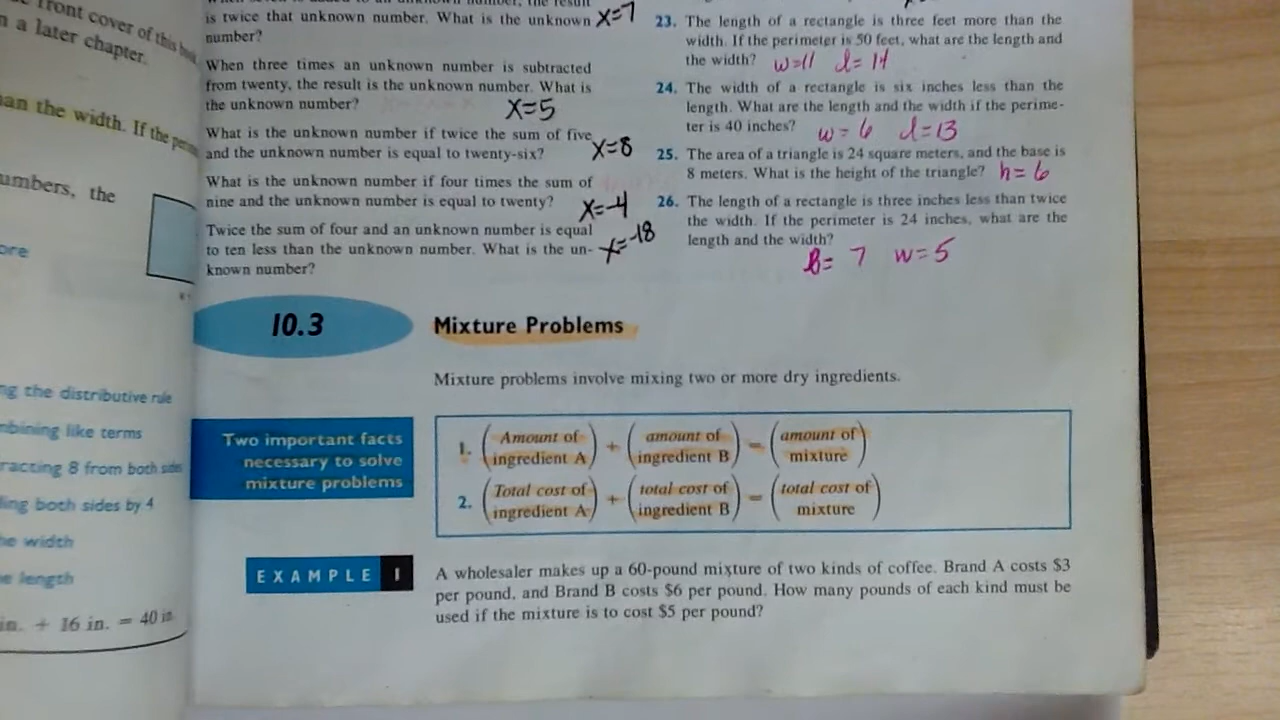 front cover of this
n a later chapter.
an the width. If the
umbers, the
ore
ng the distributive rule
mbining like terms
racting 8 from both sides
ling both sides by 4
he width
e length
in. + 16 in. = 40 in
is twice that unknown number. What is the unknown x=7
number?
When three times an unknown number is subtracted
from twenty, the result is the unknown number. What is
the unknown number? x=5
What is the unknown number if twice the sum of five
and the unknown number is equal to twenty-six? x=8
What is the unknown number if four times the sum of
nine and the unknown number is equal to twenty? x=-4
Twice the sum of four and an unknown number is equal
to ten less than the unknown number. What is the un- x=-18
known number?
23. The length of a rectangle is three feet more than the
width. If the perimeter is 50 feet, what are the length and
the width? w=11 l=14
24. The width of a rectangle is six inches less than the
length. What are the length and the width if the perime-
ter is 40 inches? w=6 l=13
25. The area of a triangle is 24 square meters, and the base is
8 meters. What is the height of the triangle? h=6
26. The length of a rectangle is three inches less than twice
the width. If the perimeter is 24 inches, what are the
length and the width?
l= 7 w=5
10.3 Mixture Problems
Mixture problems involve mixing two or more dry ingredients.
Two important facts
necessary to solve
mixture problems
1. (Amount of ingredient A) + (amount of ingredient B) = (amount of mixture)
2. (Total cost of ingredient A) + (total cost of ingredient B) = (total cost of mixture)
EXAMPLE 1
A wholesaler makes up a 60-pound mixture of two kinds of coffee. Brand A costs $3
per pound, and Brand B costs $6 per pound. How many pounds of each kind must be
used if the mixture is to cost $5 per pound?